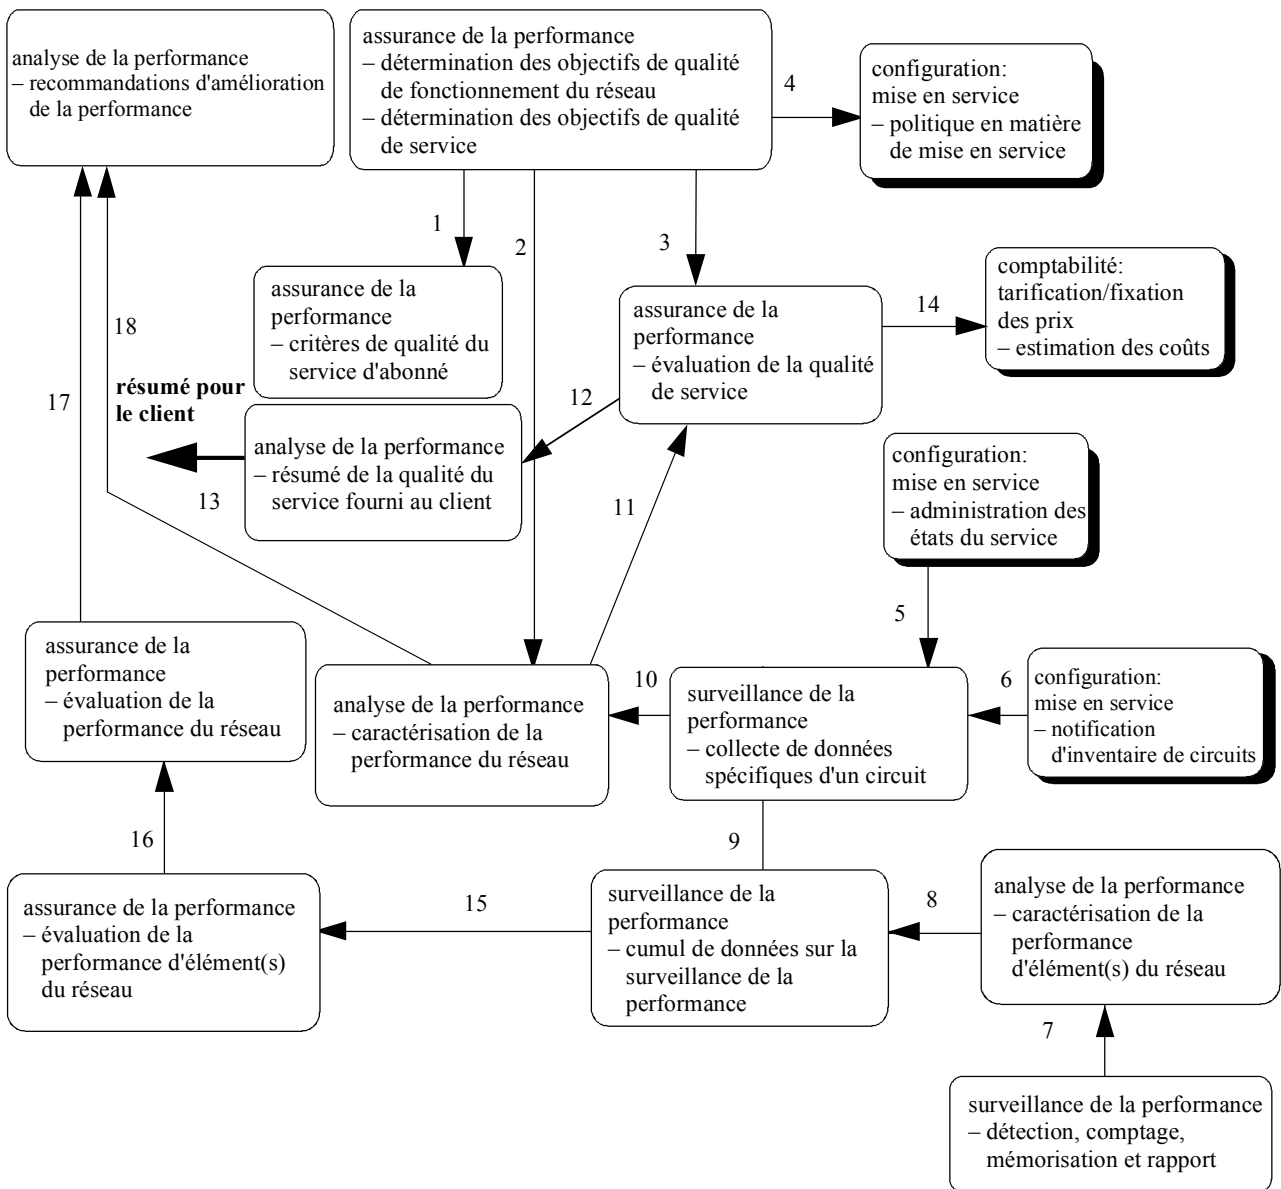 analyse de la performance
– recommandations d'amélioration
de la performance
assurance de la performance
– détermination des objectifs de qualité
de fonctionnement du réseau
– détermination des objectifs de qualité
de service
4
configuration:
mise en service
– politique en matière
de mise en service
1
2
3
assurance de la
performance
– critères de qualité du
service d'abonné
assurance de la
performance
– évaluation de la qualité
de service
14
comptabilité:
tarification/fixation
des prix
– estimation des coûts
18
17
résumé pour
le client
12
analyse de la performance
– résumé de la qualité du
service fourni au client
13
11
configuration:
mise en service
– administration des
états du service
5
assurance de la
performance
– évaluation de la
performance du réseau
analyse de la performance
– caractérisation de la
performance du réseau
10
surveillance de la
performance
– collecte de données
spécifiques d'un circuit
6
configuration:
mise en service
– notification
d'inventaire de circuits
16
9
assurance de la performance
– évaluation de la
performance d'élément(s)
du réseau
15
surveillance de la
performance
– cumul de données sur la
surveillance de la
performance
8
analyse de la performance
– caractérisation de la
performance
d'élément(s) du réseau
7
surveillance de la performance
– détection, comptage,
mémorisation et rapport